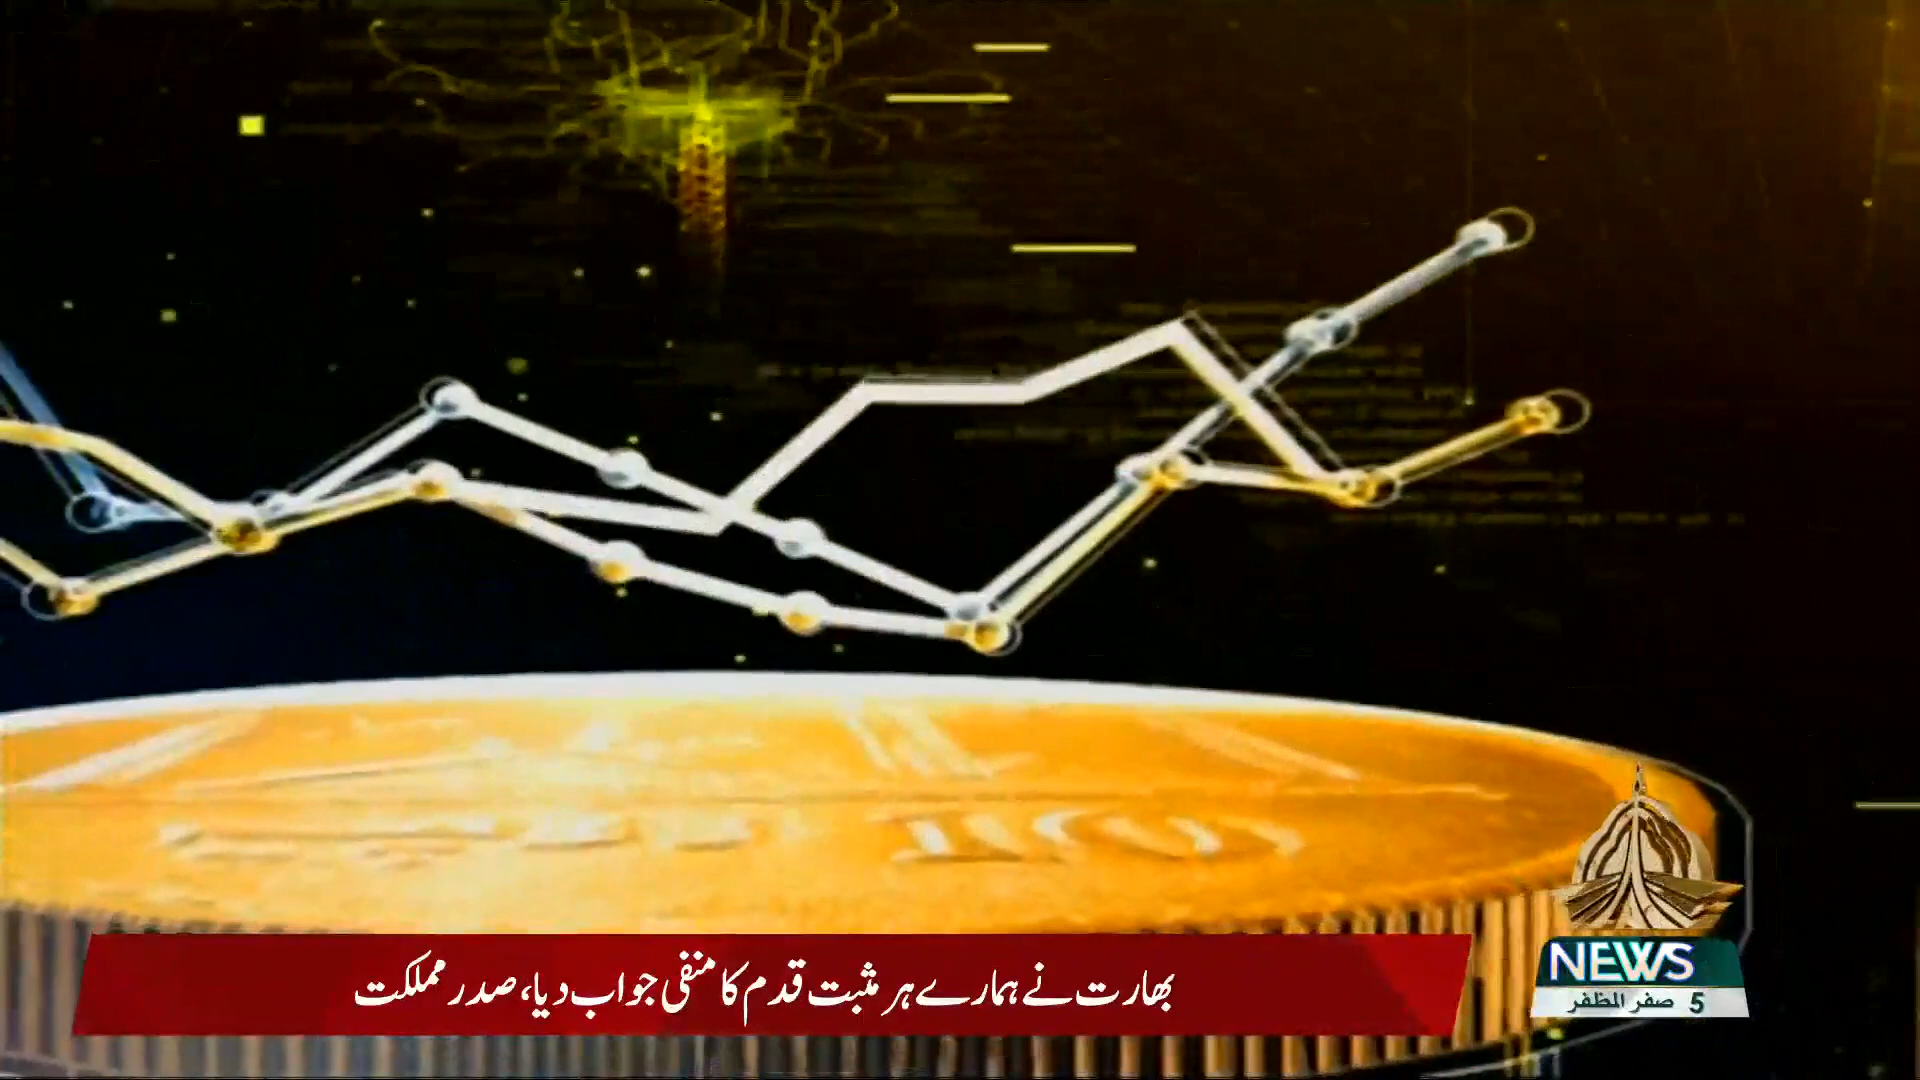 بھارت نے ہمارے ہر مثبت قدم کا منفی جواب دیا، صدر مملکت
NEWS
5 صفر المظفر